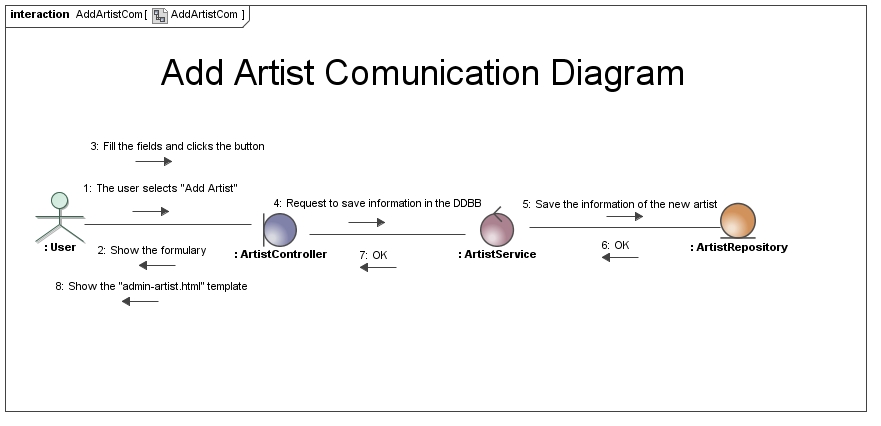 interaction AddArtistCom [ AddArtistCom ]
Add Artist Comunication Diagram
3: Fill the fields and clicks the button
1: The user selects "Add Artist"
4: Request to save information in the DDBB
5: Save the information of the new artist
: User
2: Show the formulary
: ArtistController
7: OK
: ArtistService
6: OK
: ArtistRepository
8: Show the "admin-artist.html" template